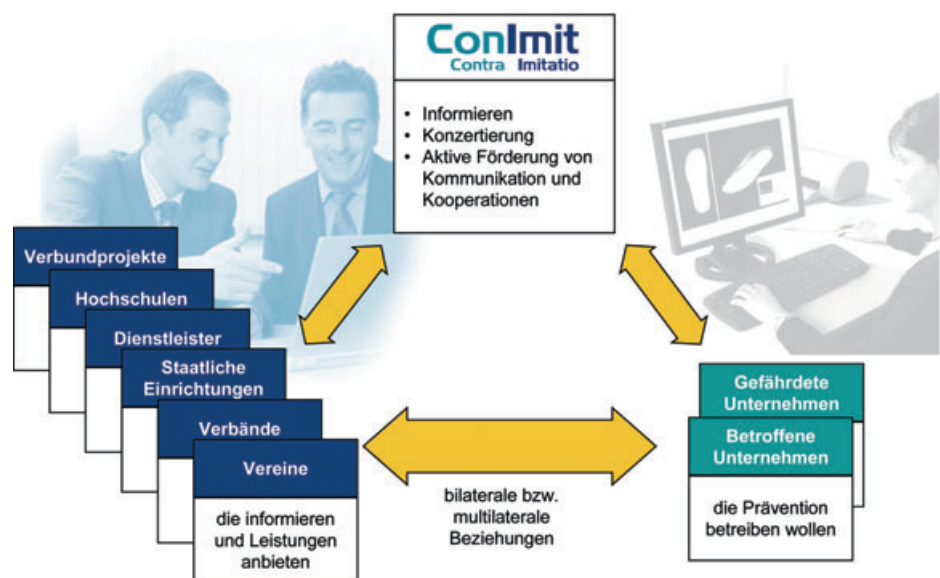 ConImit
Contra Imitatio
• Informieren
• Konzertierung
• Aktive Förderung von
Kommunikation und
Kooperationen
Verbundprojekte
Hochschulen
Dienstleister
Staatliche
Einrichtungen
Verbände
Vereine
die informieren
und Leistungen
anbieten
bilaterale bzw.
multilaterale
Beziehungen
Gefährdete
Unternehmen
Betroffene
Unternehmen
die Prävention
betreiben wollen